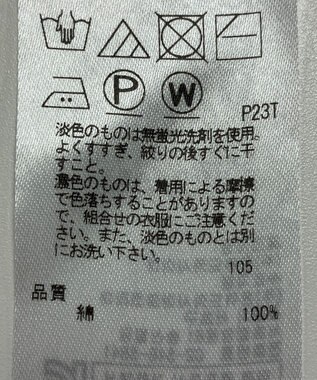 P
W
P23T
淡色のものは無蛍光洗剤を使用。
よくすすぎ、絞りの後すぐに干
すこと。
濃色のものは、着用による摩擦
で色落ちすることがありますの
で、組合せの衣服にご注意くだ
さい。また、淡色のものとは別
にお洗い下さい。
105
品質
綿 100%